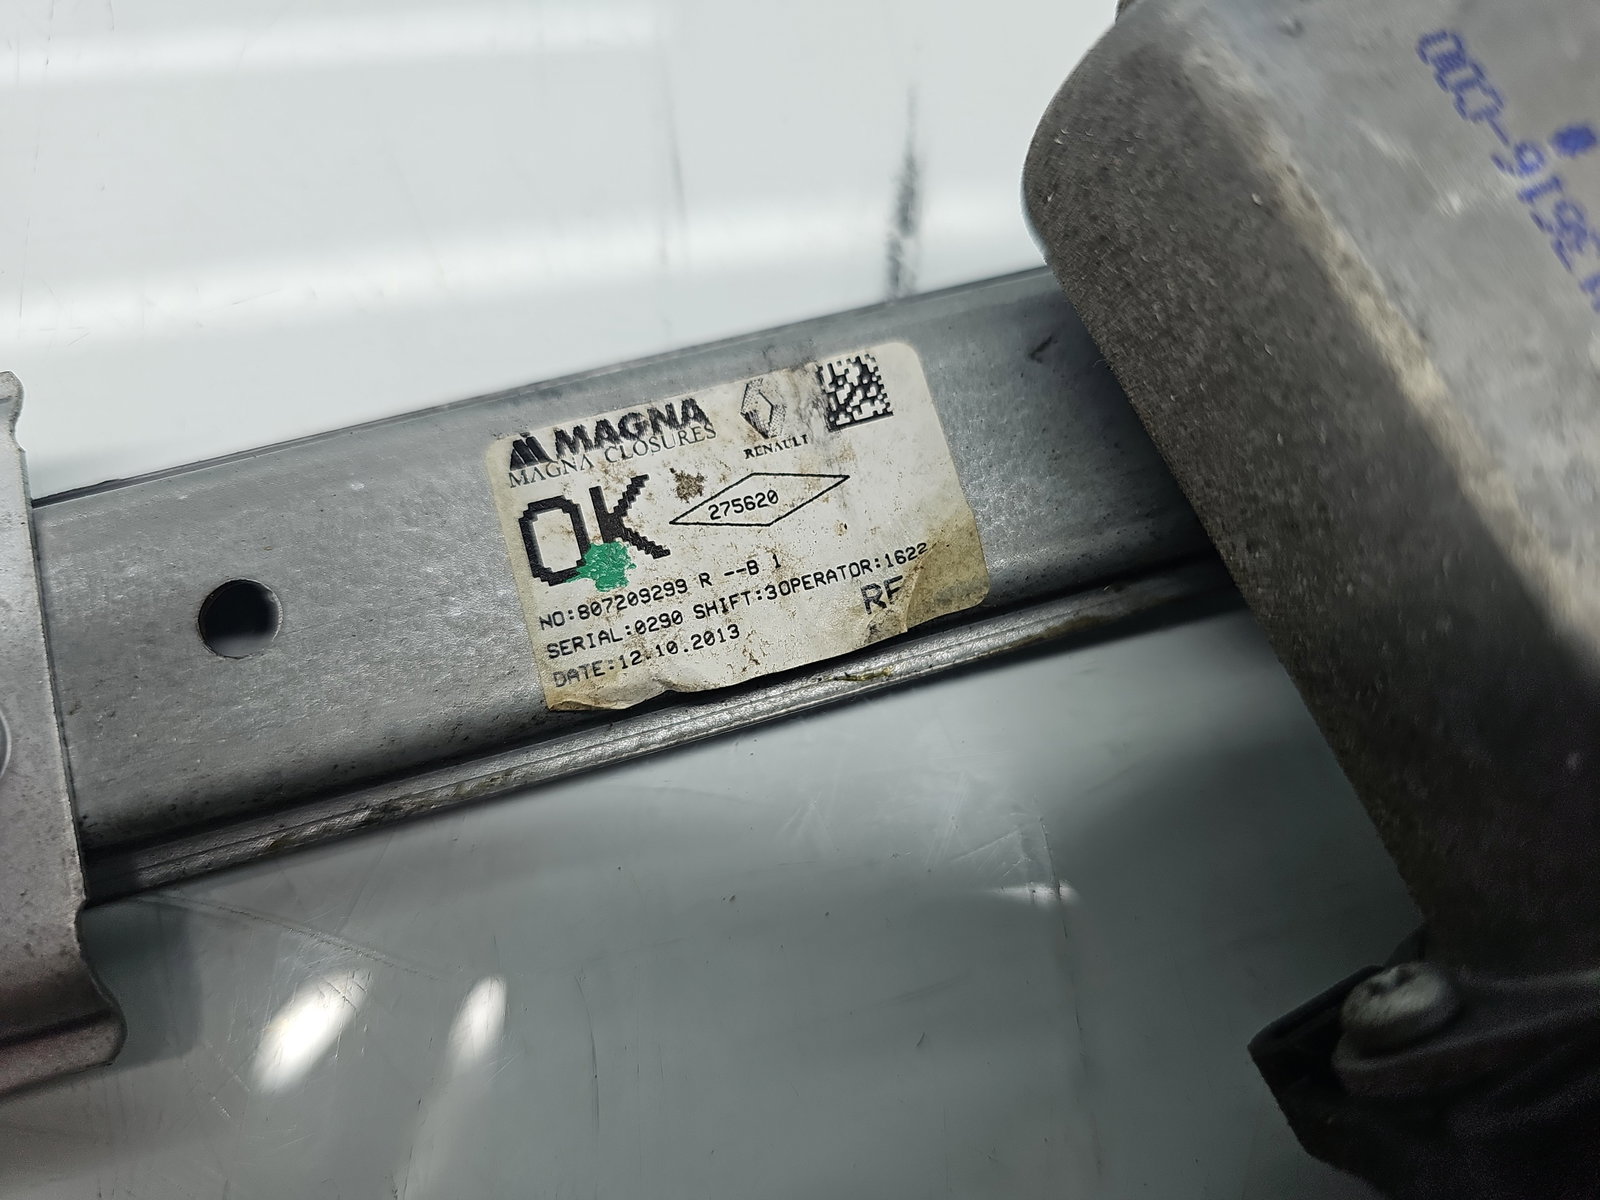 MAGNA
MAGNA CLOSURES
RENAULT
OK
275620
NO:807209299 R --B 1
SERIAL:0290 SHIFT:3OPERATOR:1622
DATE:12.10.2013
RF